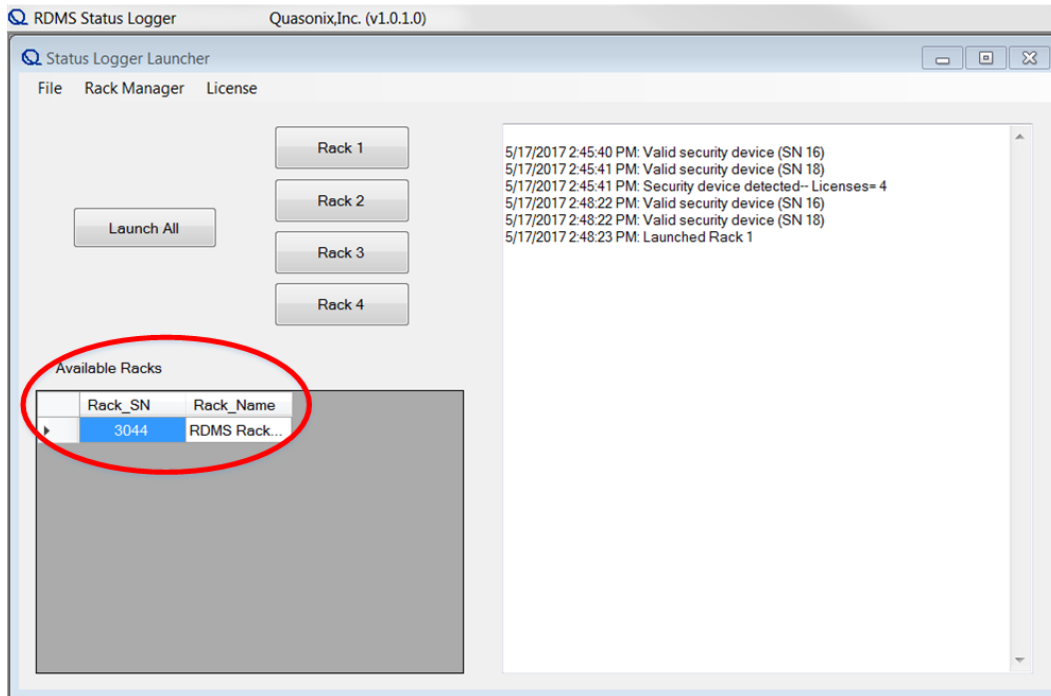 RDMS Status Logger Quasonix,Inc. (v1.0.1.0)
Status Logger Launcher
File Rack Manager License
Rack 1
Rack 2
Launch All
Rack 3
Rack 4
Available Racks
Rack_SN Rack_Name
3044 RDMS Rack...
5/17/2017 2:45:40 PM: Valid security device (SN 16)
5/17/2017 2:45:41 PM: Valid security device (SN 18)
5/17/2017 2:45:41 PM: Security device detected-- Licenses= 4
5/17/2017 2:48:22 PM: Valid security device (SN 16)
5/17/2017 2:48:22 PM: Valid security device (SN 18)
5/17/2017 2:48:23 PM: Launched Rack 1